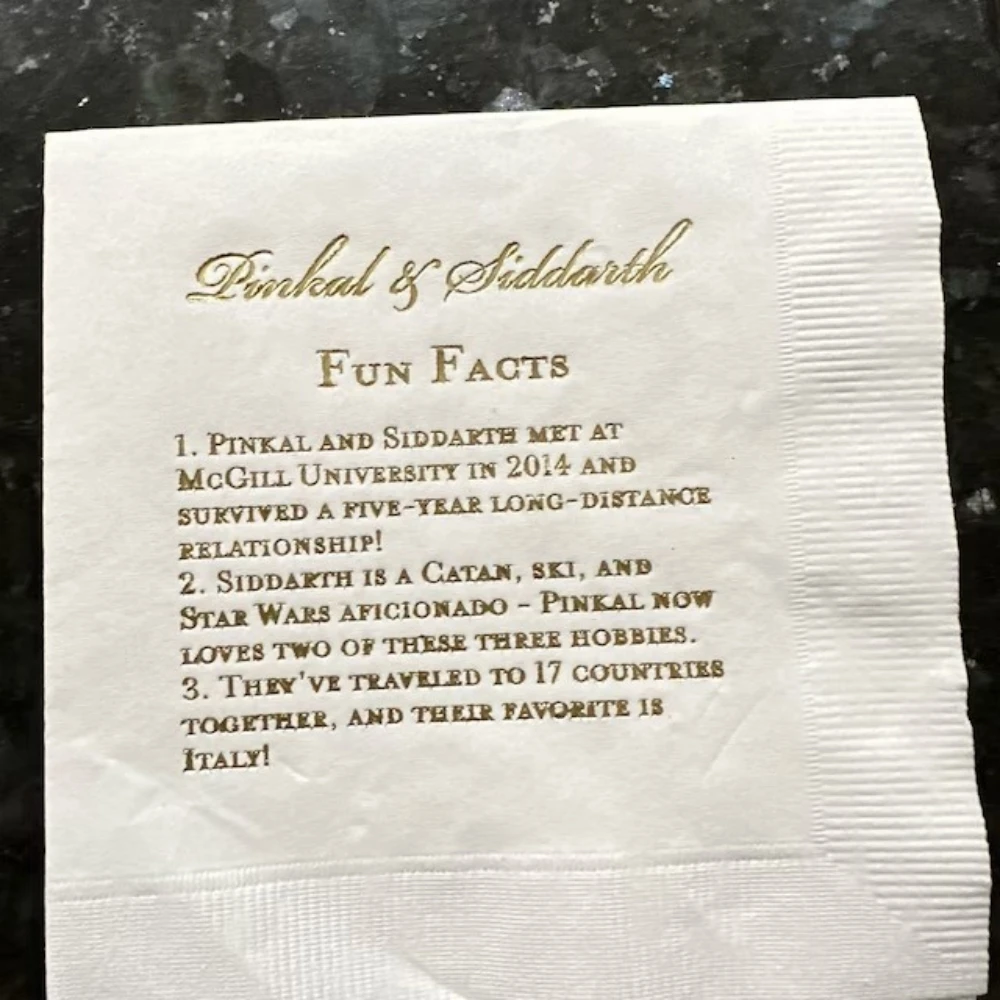 Pinkal & Siddarth
FUN FACTS
1. PINKAL AND SIDDARTH MET AT
MCGILL UNIVERSITY IN 2014 AND
SURVIVED A FIVE-YEAR LONG-DISTANCE
RELATIONSHIP!
2. SIDDARTH IS A CATAN, SKI, AND
STAR WARS AFICIONADO - PINKAL NOW
LOVES TWO OF THESE THREE HOBBIES.
3. THEY'VE TRAVELED TO 17 COUNTRIES
TOGETHER, AND THEIR FAVORITE IS
ITALY!